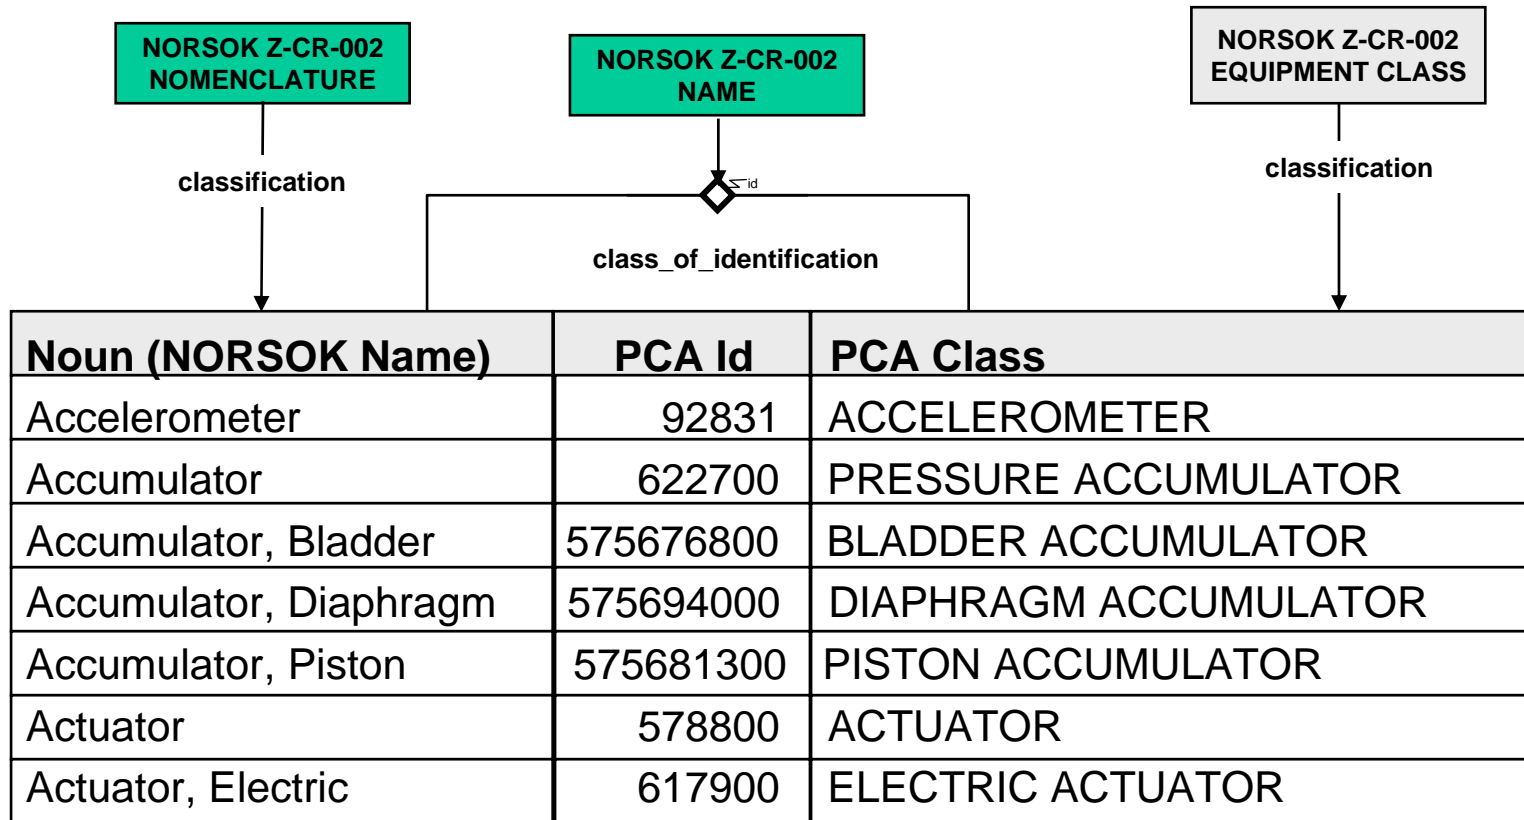 NORSOK Z-CR-002
NOMENCLATURE
NORSOK Z-CR-002
NAME
NORSOK Z-CR-002
EQUIPMENT CLASS
classification
id
classification
class_of_identification
Noun (NORSOK Name) PCA Id PCA Class
Accelerometer 92831 ACCELEROMETER
Accumulator 622700 PRESSURE ACCUMULATOR
Accumulator, Bladder 575676800 BLADDER ACCUMULATOR
Accumulator, Diaphragm 575694000 DIAPHRAGM ACCUMULATOR
Accumulator, Piston 575681300 PISTON ACCUMULATOR
Actuator 578800 ACTUATOR
Actuator, Electric 617900 ELECTRIC ACTUATOR